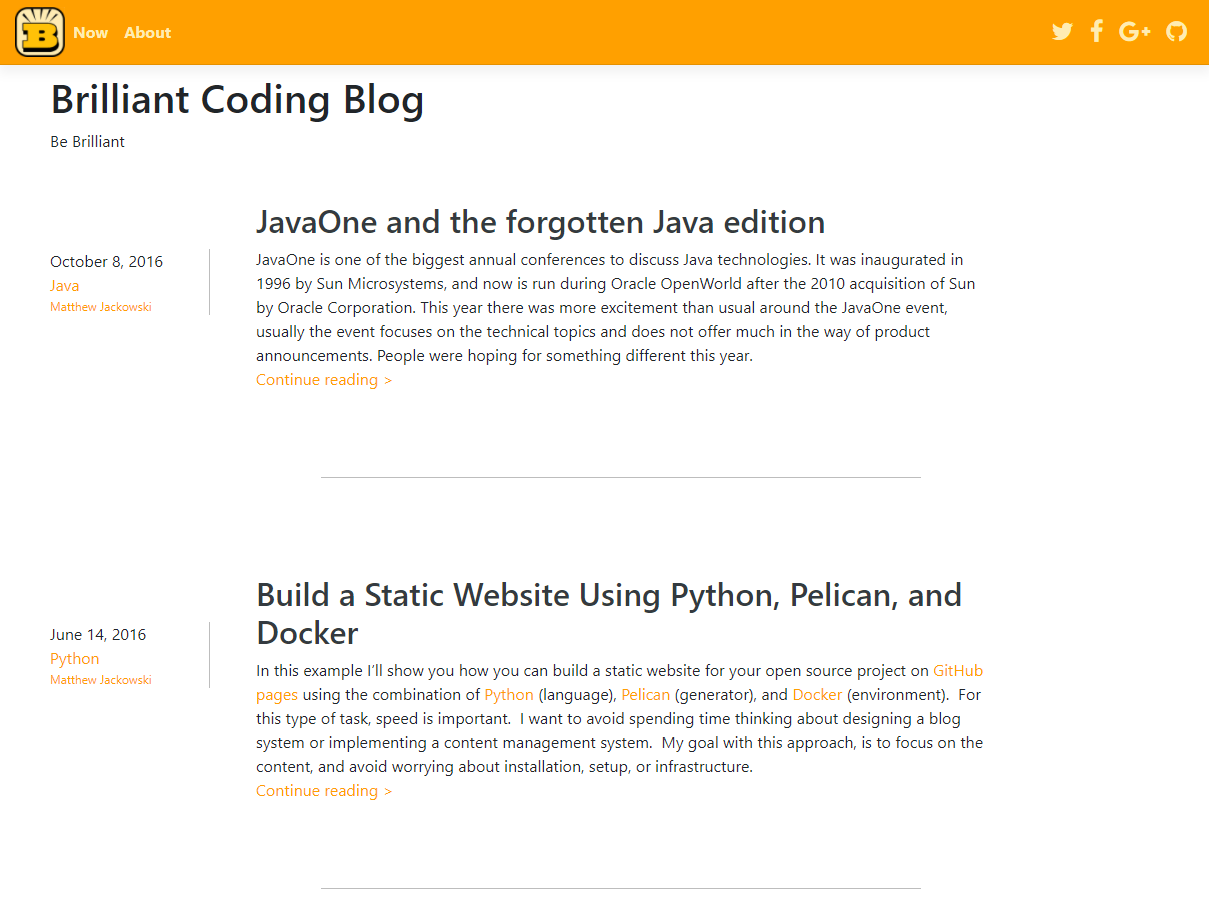 B Now About
Brilliant Coding Blog
Be Brilliant
JavaOne and the forgotten Java edition
October 8, 2016
Java
Matthew Jackowski
JavaOne is one of the biggest annual conferences to discuss Java technologies. It was inaugurated in
1996 by Sun Microsystems, and now is run during Oracle OpenWorld after the 2010 acquisition of Sun
by Oracle Corporation. This year there was more excitement than usual around the JavaOne event,
usually the event focuses on the technical topics and does not offer much in the way of product
announcements. People were hoping for something different this year.
Continue reading >
Build a Static Website Using Python, Pelican, and
Docker
June 14, 2016
Python
Matthew Jackowski
In this example I’ll show you how you can build a static website for your open source project on GitHub
pages using the combination of Python (language), Pelican (generator), and Docker (environment).  For
this type of task, speed is important.  I want to avoid spending time thinking about designing a blog
system or implementing a content management system.  My goal with this approach, is to focus on the
content, and avoid worrying about installation, setup, or infrastructure.
Continue reading >